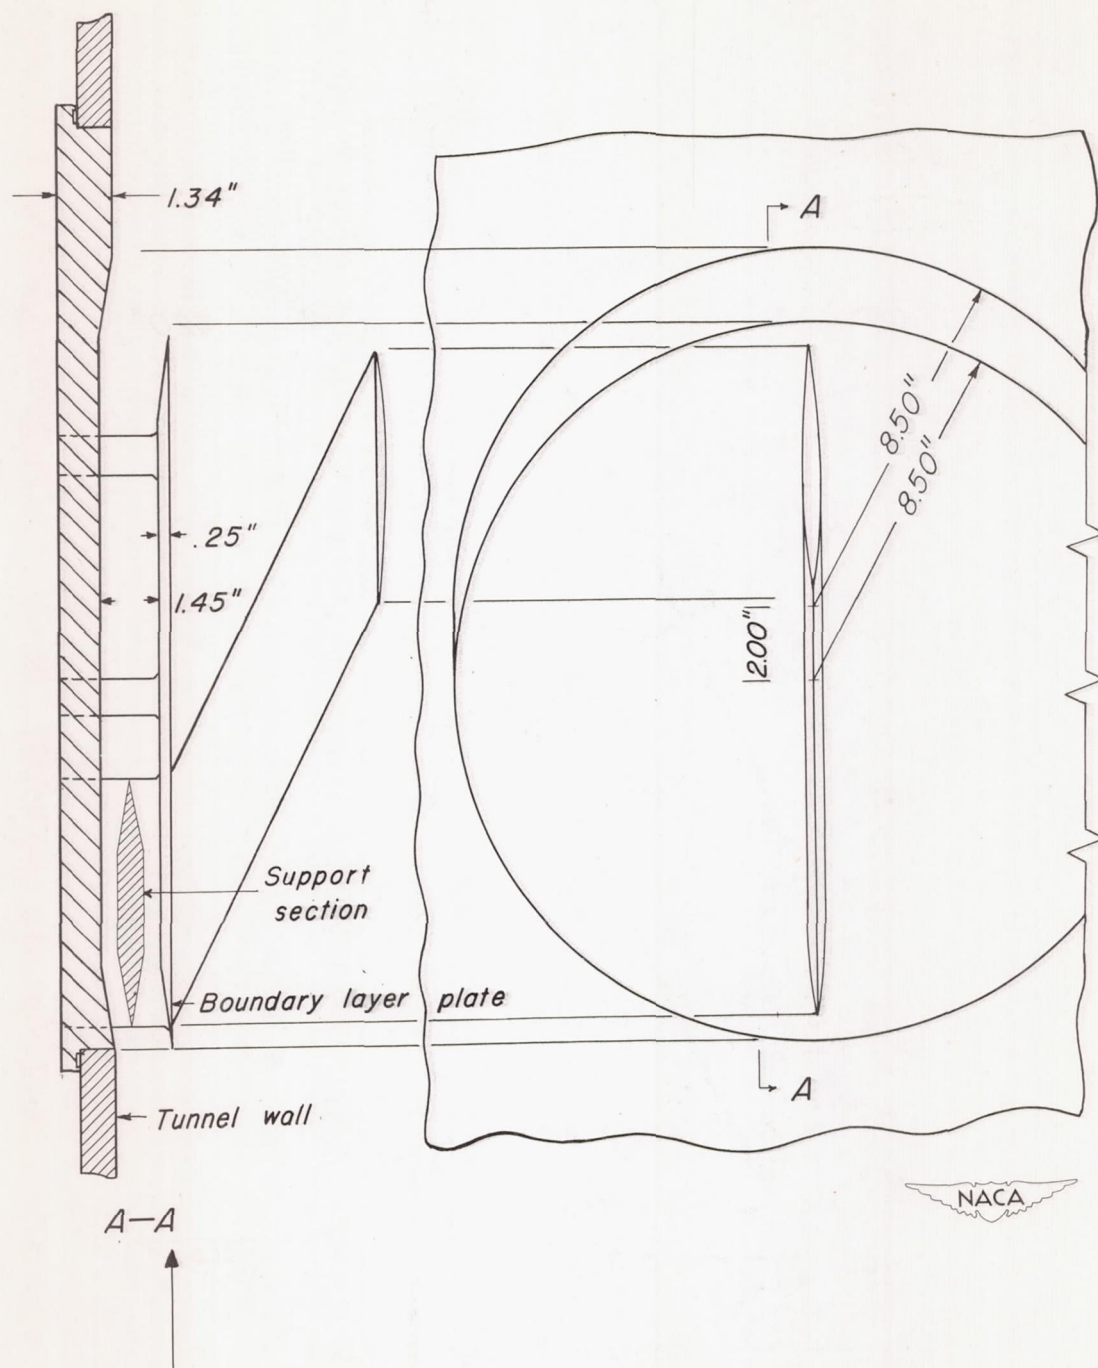 1.34"
A
8.50"
8.50"
.25"
1.45"
2.00"
Support
section
Boundary layer plate
A
Tunnel wall
NACA
A—A